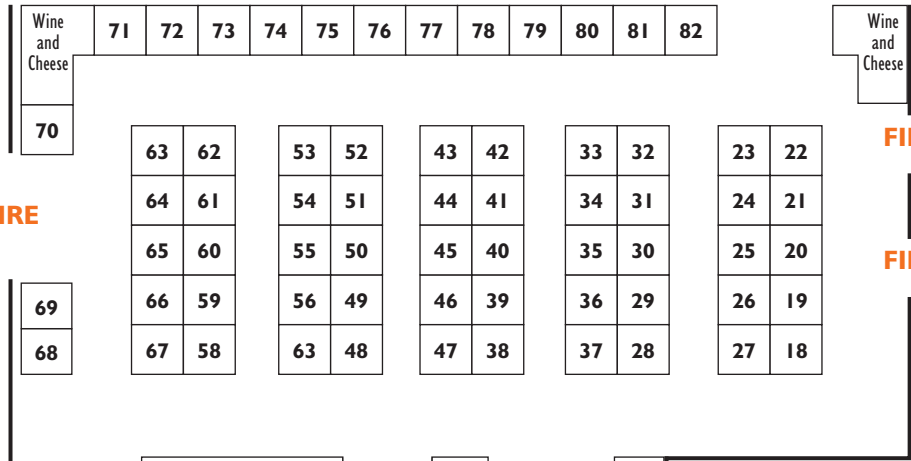 Wine
and
Cheese
71 72 73 74 75 76 77 78 79 80 81 82
Wine
and
Cheese
70
63 62 53 52 43 42 33 32 23 22
64 61 54 51 44 41 34 31 24 21
65 60 55 50 45 40 35 30 25 20
69
66 59 56 49 46 39 36 29 26 19
68
67 58 63 48 47 38 37 28 27 18